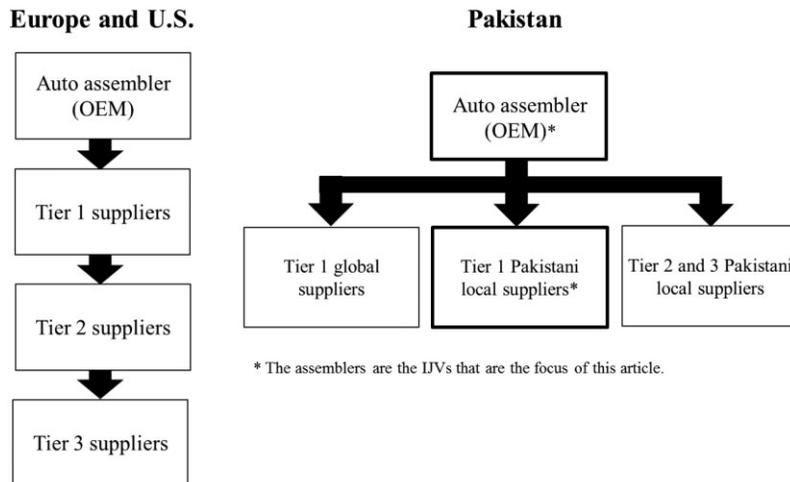 Europe and U.S.
Auto assembler
(OEM)
Tier 1 suppliers
Tier 2 suppliers
Tier 3 suppliers
Pakistan
Auto assembler
(OEM)*
Tier 1 global
suppliers
Tier 1 Pakistani
local suppliers*
Tier 2 and 3 Pakistani
local suppliers
* The assemblers are the IJVs that are the focus of this article.